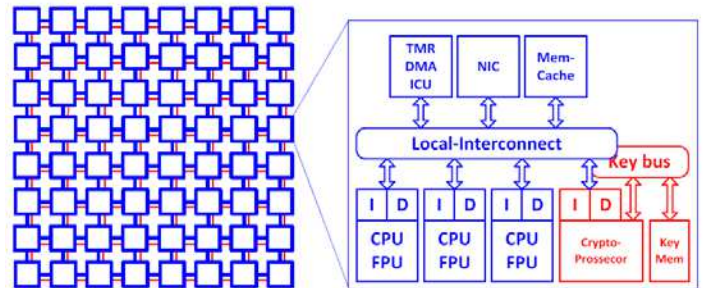 TMR
DMA
ICU
NIC
Mem-
Cache
Local-Interconnect
Key bus
I D
CPU
FPU
I D
CPU
FPU
I D
CPU
FPU
I D
Crypto-
Prossecor
Key
Mem